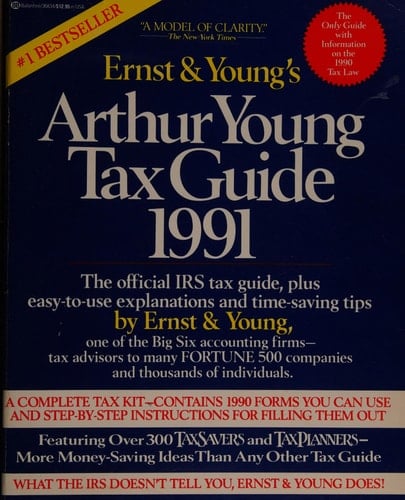 #1 BESTSELLER
"A MODEL OF CLARITY."
The New York Times
The
Only Guide
with
Information
on the
1990
Tax Law
Ernst & Young's
Arthur Young
Tax Guide
1991
The official IRS tax guide, plus
easy-to-use explanations and time-saving tips
by Ernst & Young,
one of the Big Six accounting firms—
tax advisors to many FORTUNE 500 companies
and thousands of individuals.
A COMPLETE TAX KIT—CONTAINS 1990 FORMS YOU CAN USE
AND STEP-BY-STEP INSTRUCTIONS FOR FILLING THEM OUT
Featuring Over 300 TAXSAVERS and TAXPLANNERS—
More Money-Saving Ideas Than Any Other Tax Guide
WHAT THE IRS DOESN'T TELL YOU, ERNST & YOUNG DOES!